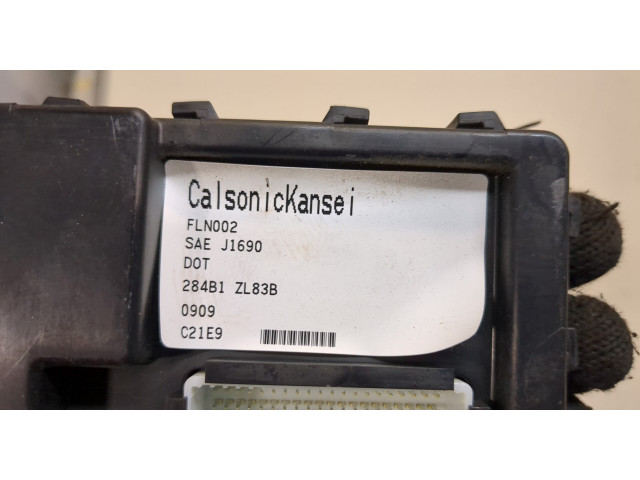 CalsonicKansei
FLN002
SAE J1690
DOT
284B1 ZL83B
0909
C21E9